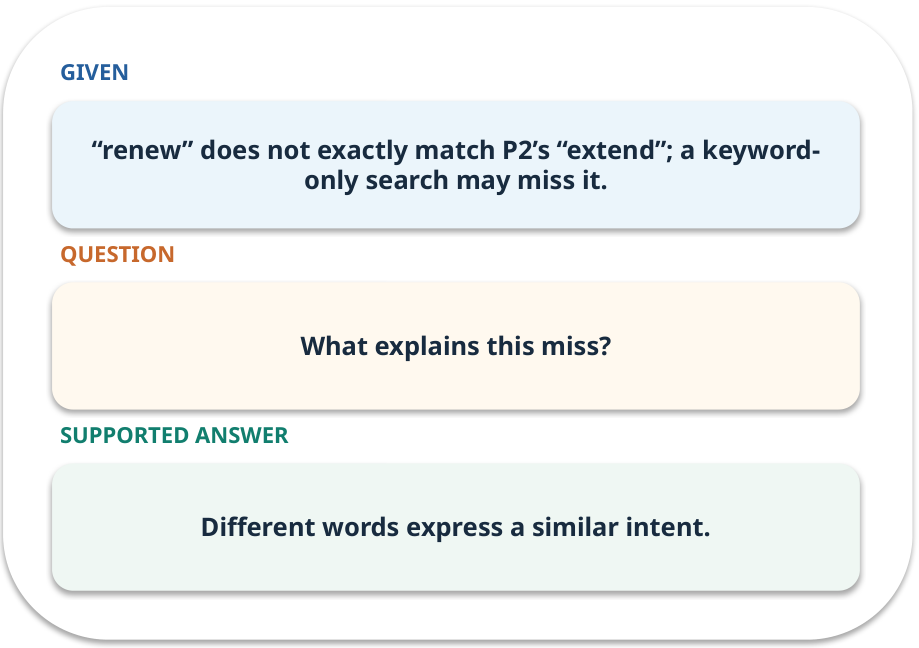 GIVEN
“renew” does not exactly match P2’s “extend”; a keyword-
only search may miss it.
QUESTION
What explains this miss?
SUPPORTED ANSWER
Different words express a similar intent.